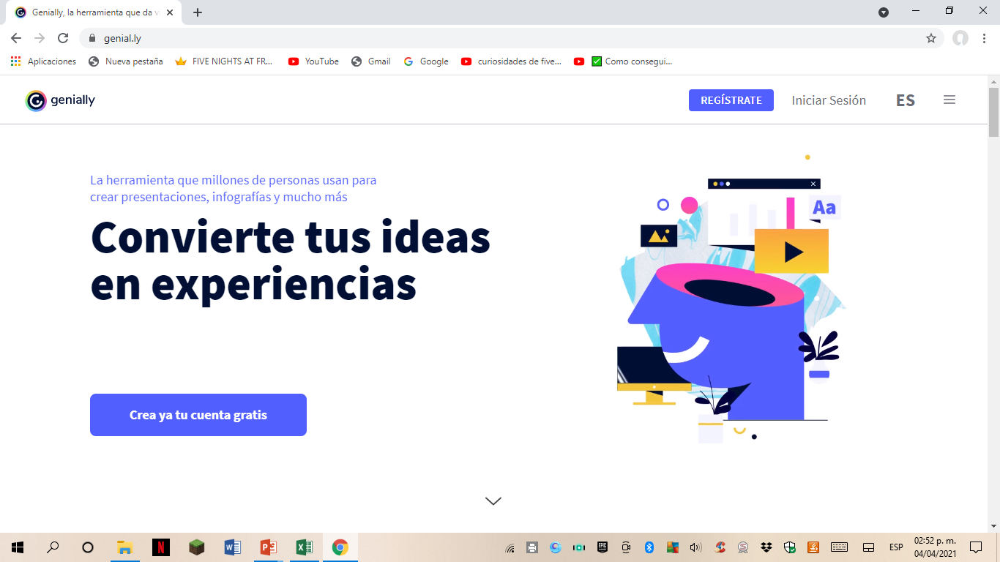 Genially, la herramienta que da v
genial.ly
Aplicaciones
Nueva pestaña
FIVE NIGHTS AT FR...
YouTube
Gmail
Google
curiosidades de five...
Como consegui...
genially
REGÍSTRATE
Iniciar Sesión
ES
La herramienta que millones de personas usan para
crear presentaciones, infografías y mucho más
Convierte tus ideas
en experiencias
Aa
Crea ya tu cuenta gratis
ESP
02:52 p. m.
04/04/2021